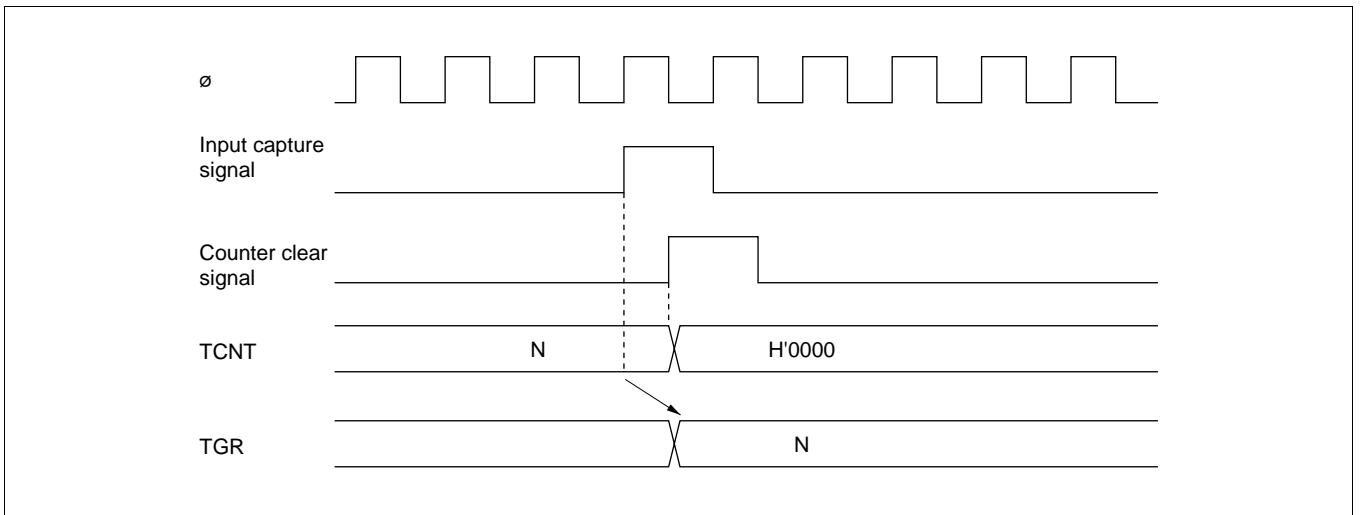 ø
Input capture
signal
Counter clear
signal
TCNT
N
H'0000
TGR
N